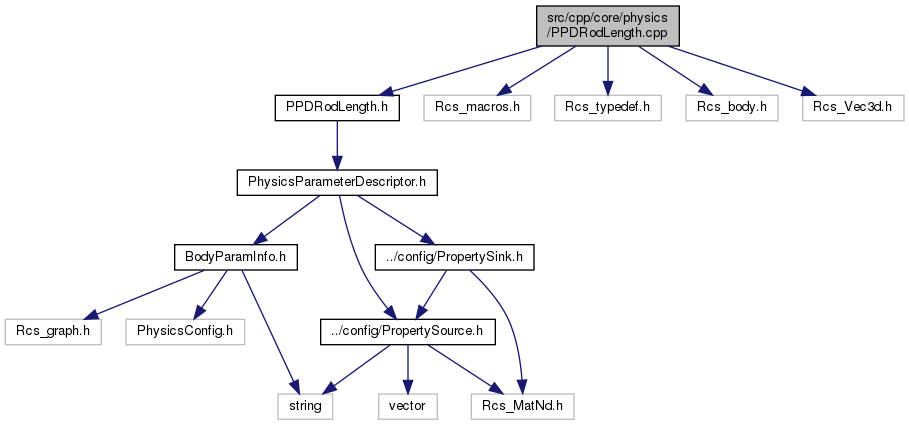 src/cpp/core/physics
/PPDRodLength.cpp
PPDRodLength.h
Rcs_macros.h
Rcs_typedef.h
Rcs_body.h
Rcs_Vec3d.h
PhysicsParameterDescriptor.h
BodyParamInfo.h
../config/PropertySink.h
Rcs_graph.h
PhysicsConfig.h
../config/PropertySource.h
string
vector
Rcs_MatNd.h